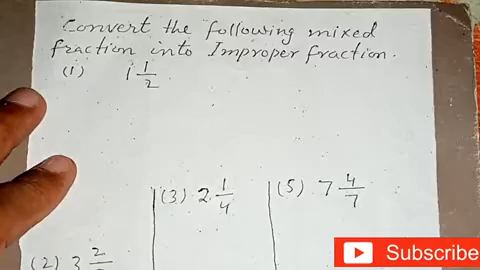 Convert the following mixed
fraction into Improper fraction.
(1) 1 1/2
(3) 2 1/4
(5) 7 4/7
(2) 3 2/
Subscribe